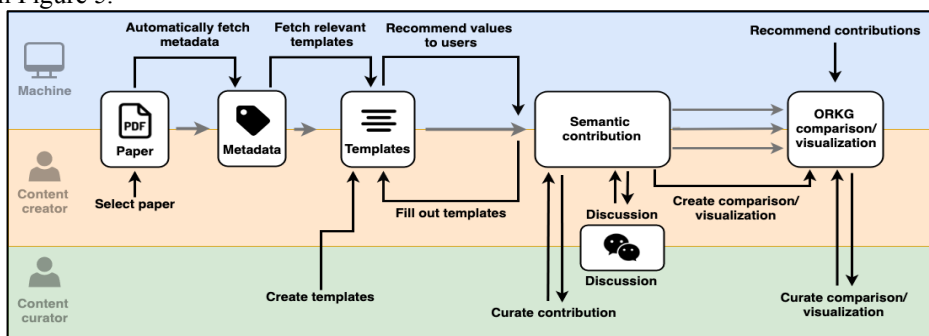 n Figure 5.
Automatically fetch
metadata
Fetch relevant
templates
Recommend values
to users
Recommend contributions
Machine
PDF
Paper
Metadata
Templates
Semantic
contribution
ORKG
comparison/
visualization
Content
creator
Select paper
Fill out templates
Discussion
Create comparison/
visualization
Discussion
Content
curator
Create templates
Curate contribution
Curate comparison/
visualization